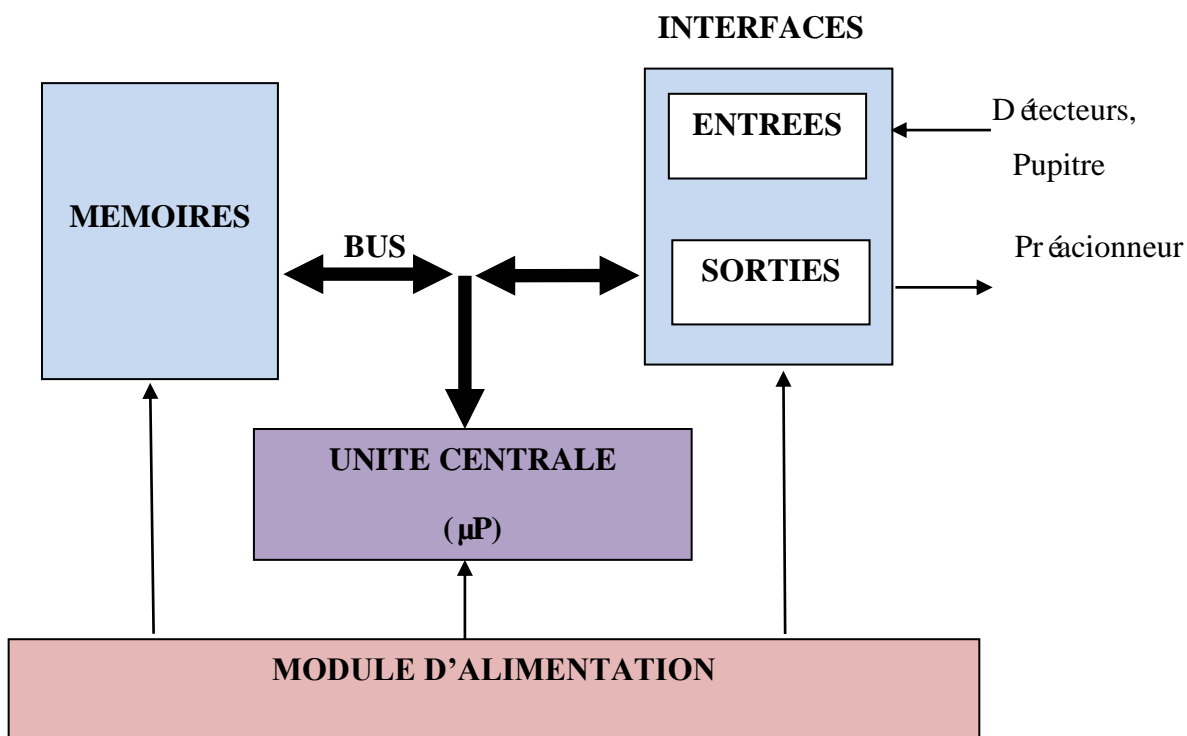 INTERFACES
ENTREES
Détecteurs,
Pupitre
MEMOIRES
BUS
SORTIES
Préacionneur
UNITE CENTRALE
(µP)
MODULE D’ALIMENTATION